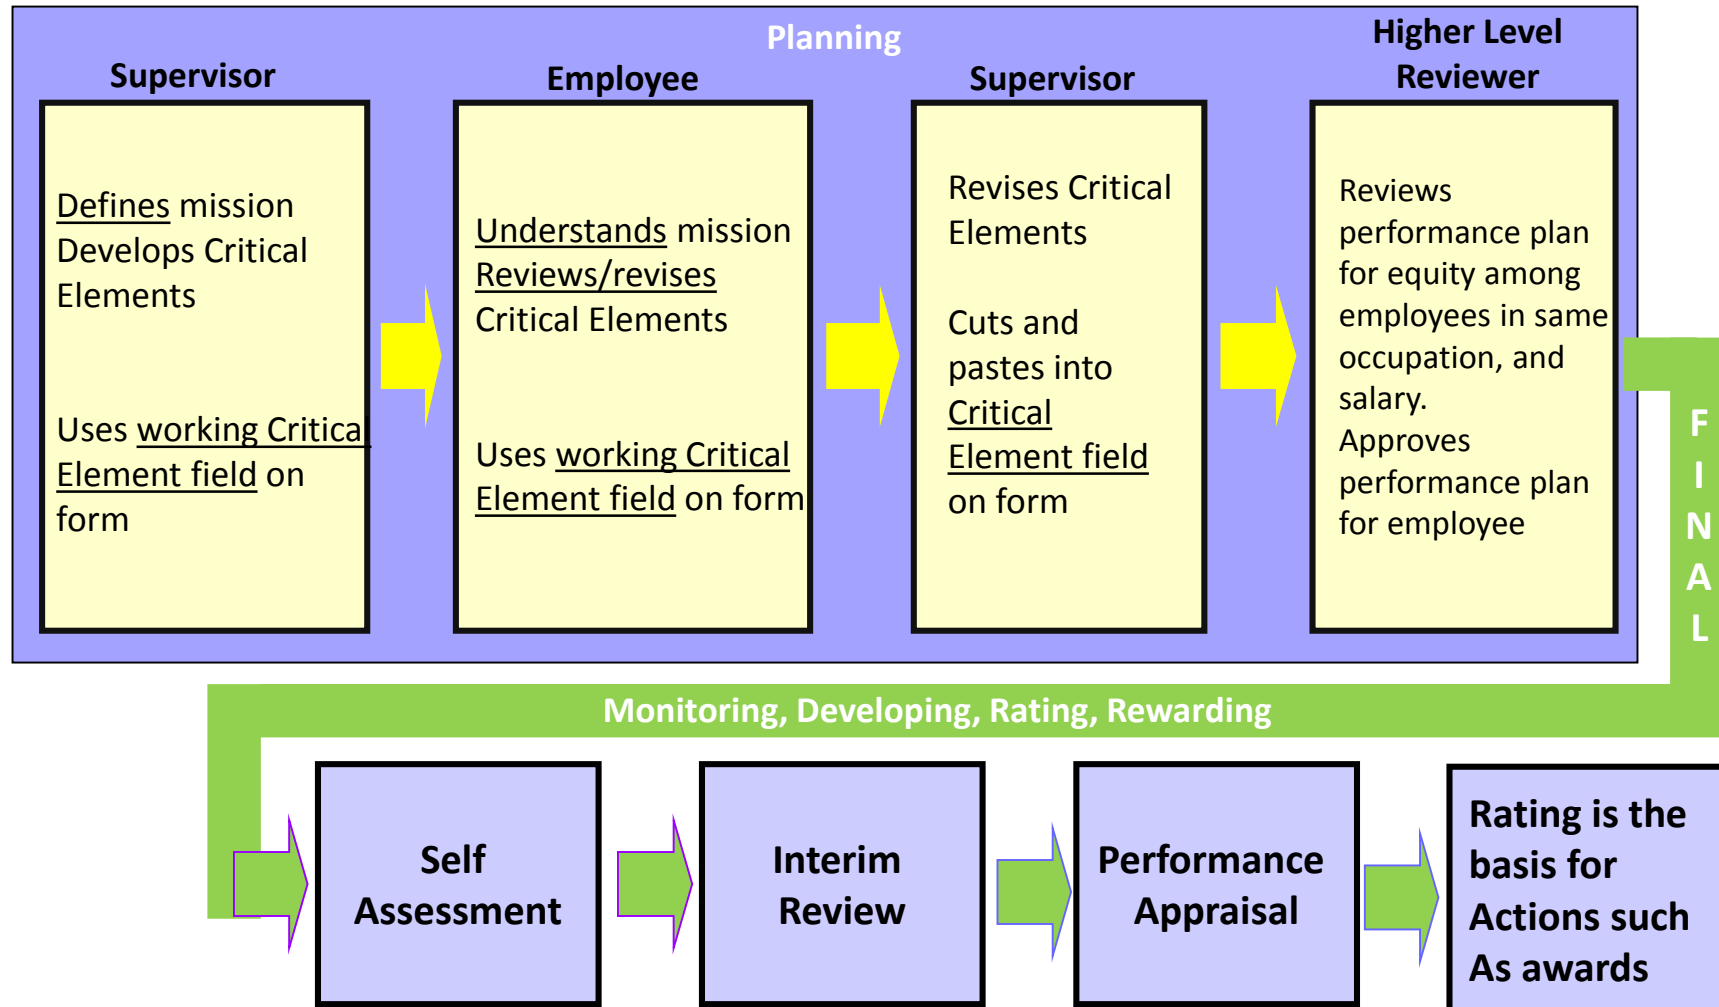 Planning
Supervisor
Defines mission
Develops Critical
Elements
Uses working Critical
Element field on
form
Employee
Understands mission
Reviews/revises
Critical Elements
Uses working Critical
Element field on form
Supervisor
Revises Critical
Elements
Cuts and
pastes into
Critical
Element field
on form
Higher Level
Reviewer
Reviews
performance plan
for equity among
employees in same
occupation, and
salary.
Approves
performance plan
for employee
F
I
N
A
L
Monitoring, Developing, Rating, Rewarding
Self
Assessment
Interim
Review
Performance
Appraisal
Rating is the
basis for
Actions such
As awards